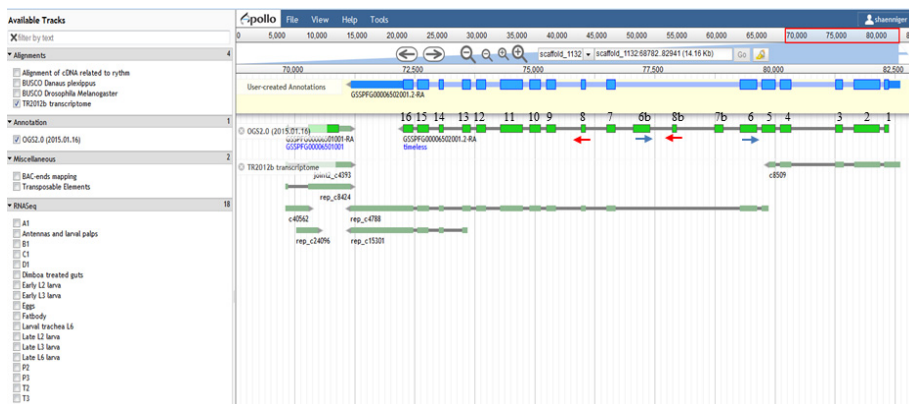 Available Tracks
filter by text
Alignments 4
Alignment of cDNA related to rythm
BUSCO Danaus plexippus
BUSCO Drosophila Melanogaster
TR2012b transcriptome
Annotation 1
OGS2.0 (2015.01.16)
Miscellaneous 2
BAC-ends mapping
Transposable Elements
RNASeq 18
A1
Antennas and larval palps
B1
C1
D1
Dimboa treated guts
Early L2 larva
Early L3 larva
Eggs
Fatbody
Larval trachea L6
Late L2 larva
Late L3 larva
Late L6 larva
P2
P3
T2
T3
Apollo File View Help Tools shaenniger
0 5,000 10,000 15,000 20,000 25,000 30,000 35,000 40,000 45,000 50,000 55,000 60,000 65,000 70,000 75,000 80,000
scaffold_1132 scaffold_1132:68782..82941 (14.16 Kb) Go
70,000 72,500 75,000 77,500 80,000 82,500
User-created Annotations
GSSPFG00006502001.2-RA
16 15 14 13 12 11 10 9 8 7 6b 8b 7b 6 5 4 3 2 1
OGS2.0 (2015.01.16)
GSSPFG00006501001-RA GSSPFG00006502001.2-RA
GSSPFG00006501001 timeless
TR2012b transcriptome
joint2_c4393 c8509
rep_c8424
c40562 rep_c4788
rep_c24096 rep_c15301